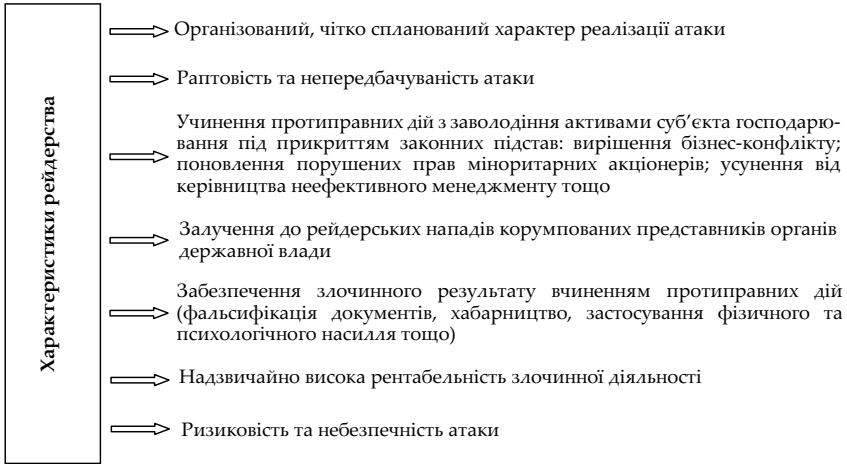 Характеристики рейдерства
Організований, чітко спланований характер реалізації атаки
Раптовість та непередбачуваність атаки
Учинення протиправних дій з заволодіння активами суб’єкта господарю-
вання під прикриттям законних підстав: вирішення бізнес-конфлікту;
поновлення порушених прав міноритарних акціонерів; усунення від
керівництва неефективного менеджменту тощо
Залучення до рейдерських нападів корумпованих представників органів
державної влади
Забезпечення злочинного результату вчиненням протиправних дій
(фальсифікація документів, хабарництво, застосування фізичного та
психологічного насилля тощо)
Надзвичайно висока рентабельність злочинної діяльності
Ризиковість та небезпечність атаки